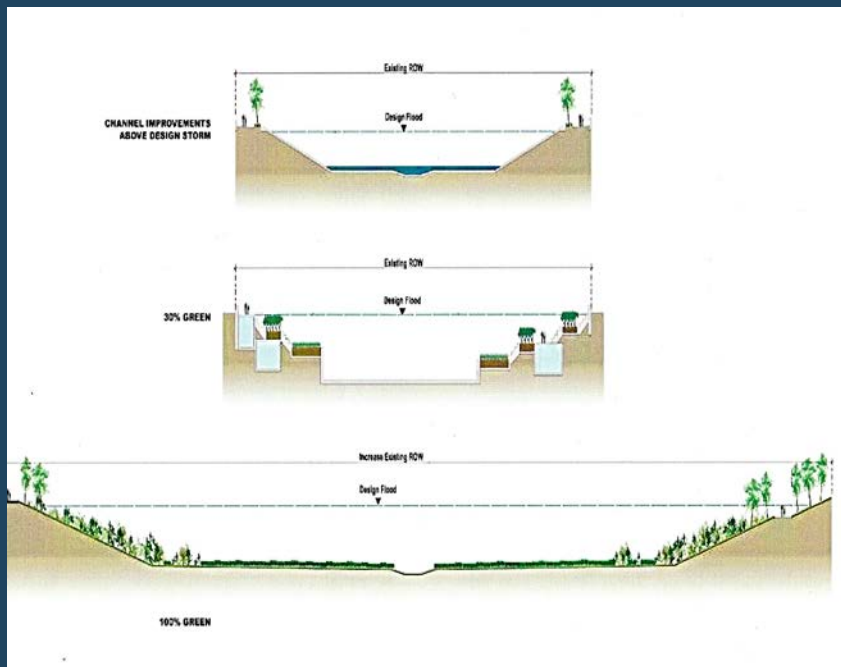 Existing ROW
CHANNEL IMPROVEMENTS
ABOVE DESIGN STORM
Design Flood
Existing ROW
30% GREEN
Design Flood
Increase Existing ROW
Design Flood
100% GREEN